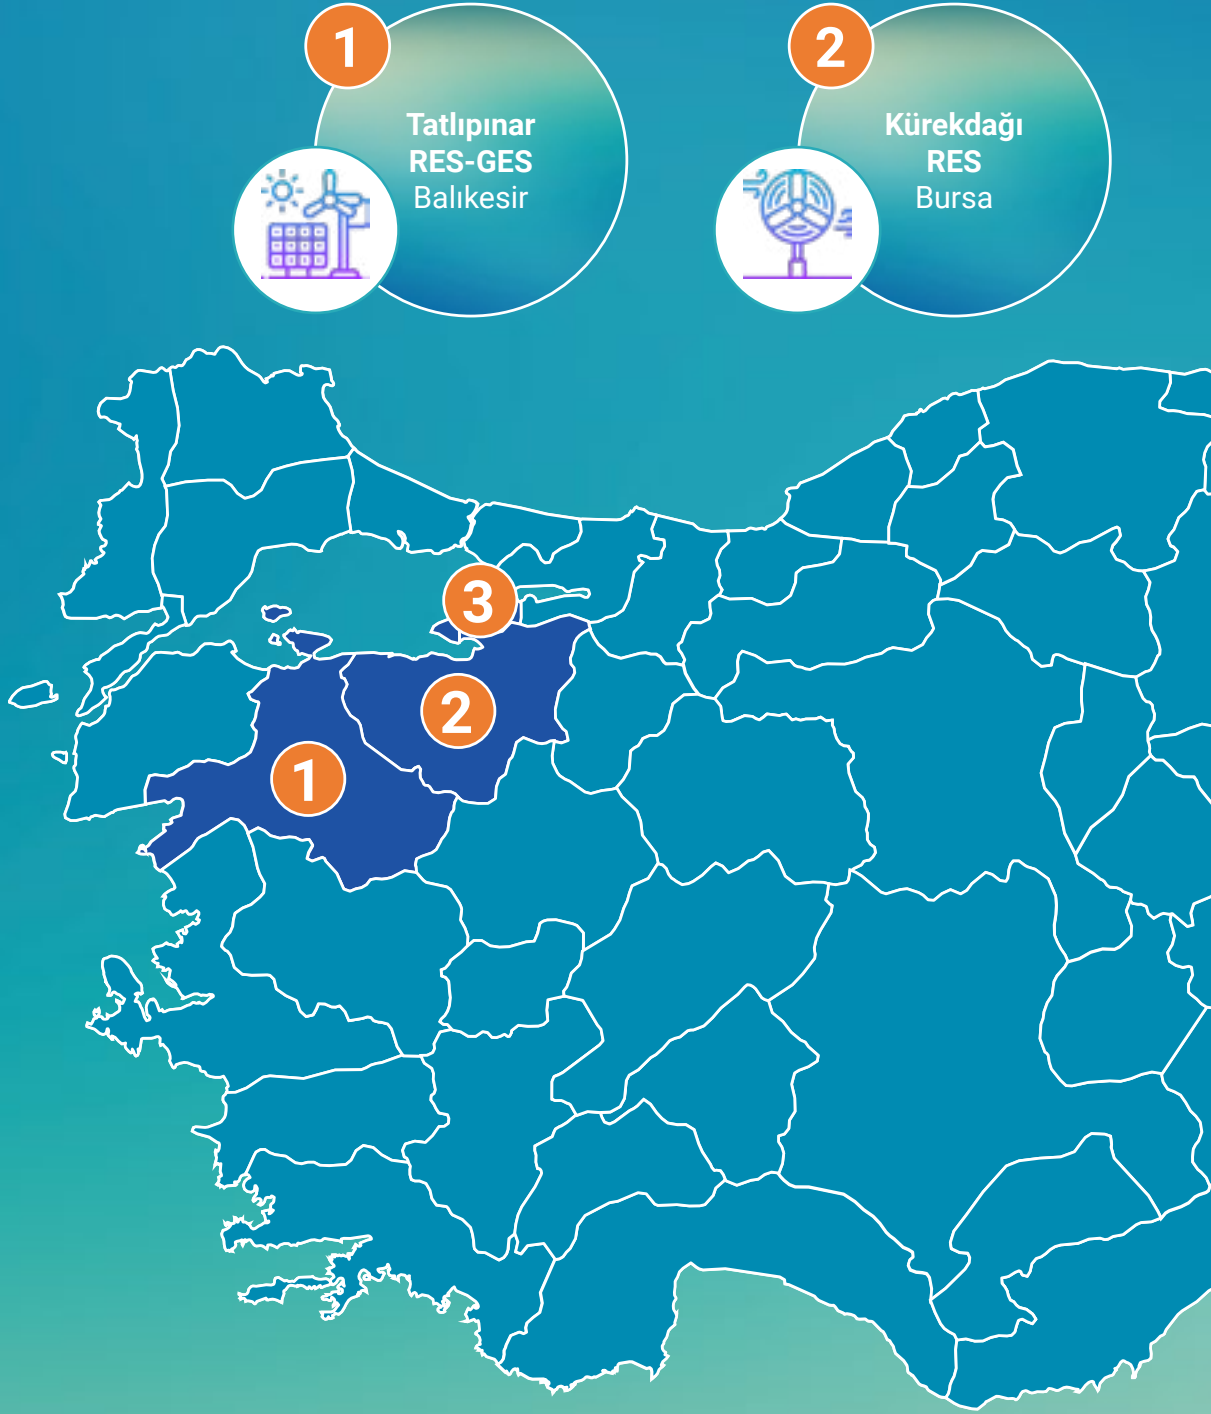 1
Tatlıpınar
RES-GES
Balıkesir
2
Kürekdağı
RES
Bursa
3
2
1